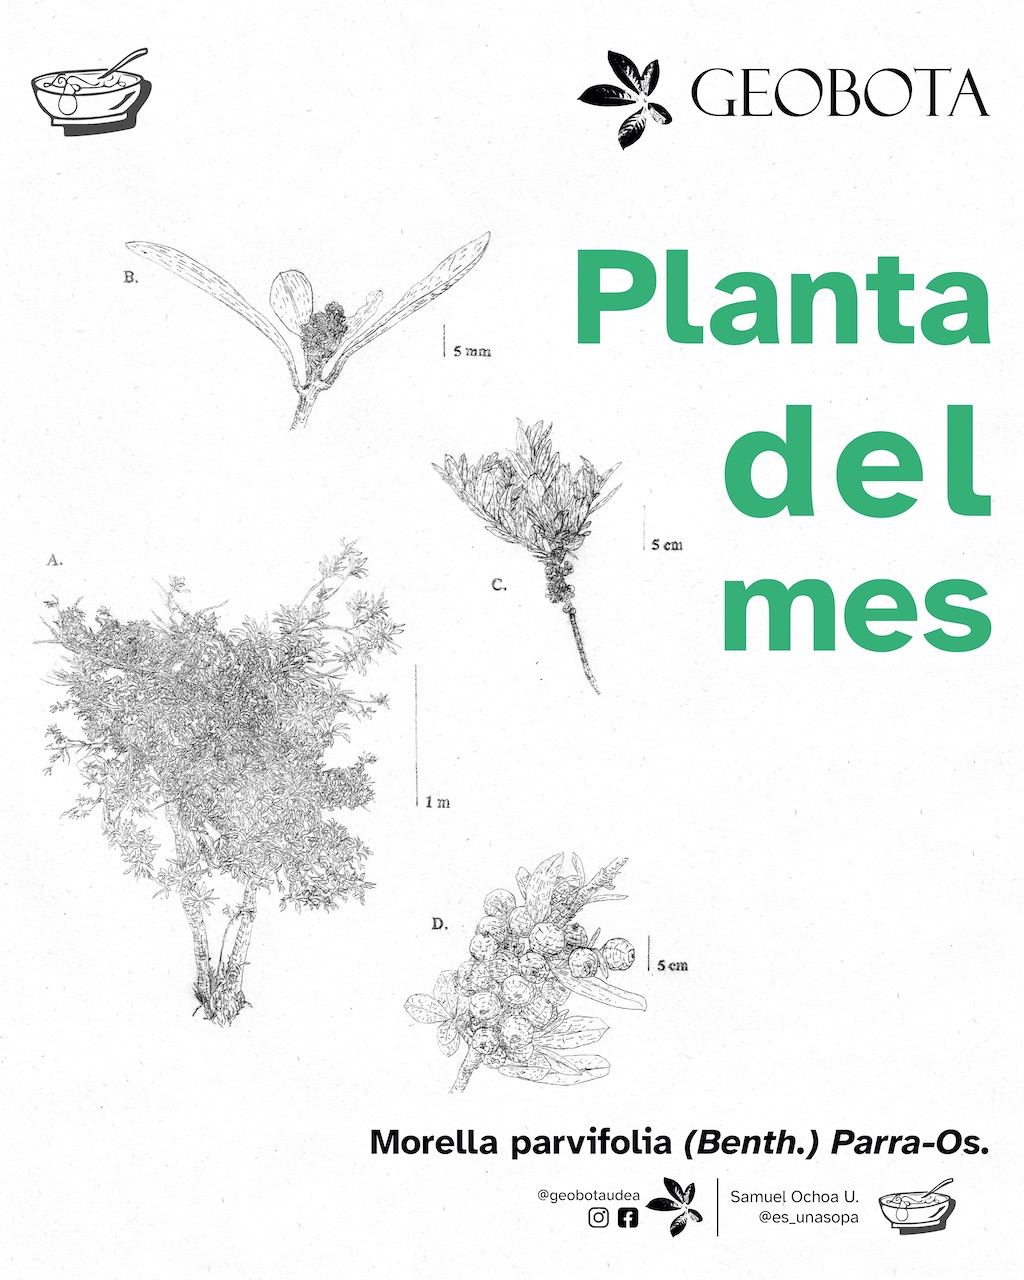 GEOBOTA
Planta
del
mes
B.
5 mm
C.
5 cm
A.
1 m
D.
5 cm
Morella parvifolia (Benth.) Parra-Os.
@geobotaudea
Samuel Ochoa U.
@es_unasopa